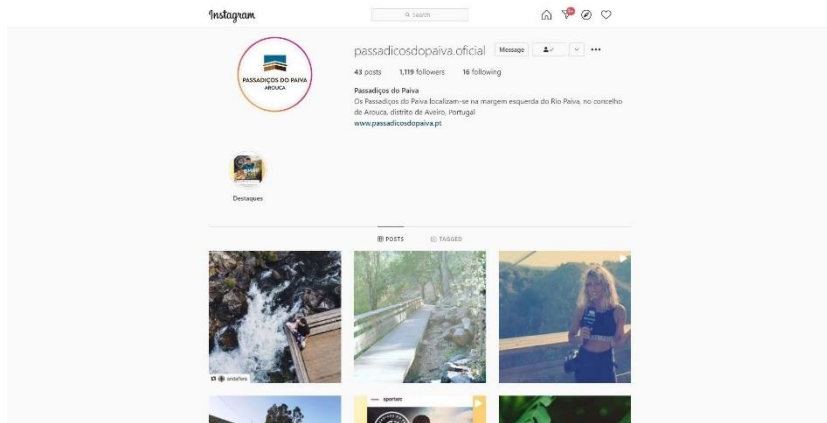 Instagram
Search
PASSADIÇOS DO PAIVA
AROUCA
passadicosdopaiva.oficial Message
43 posts 1,119 followers 16 following
Passadiços do Paiva
Os Passadiços do Paiva localizam-se na margem esquerda do Rio Paiva, no concelho
de Arouca, distrito de Aveiro, Portugal
www.passadicosdopaiva.pt
Destaques
POSTS TAGGED